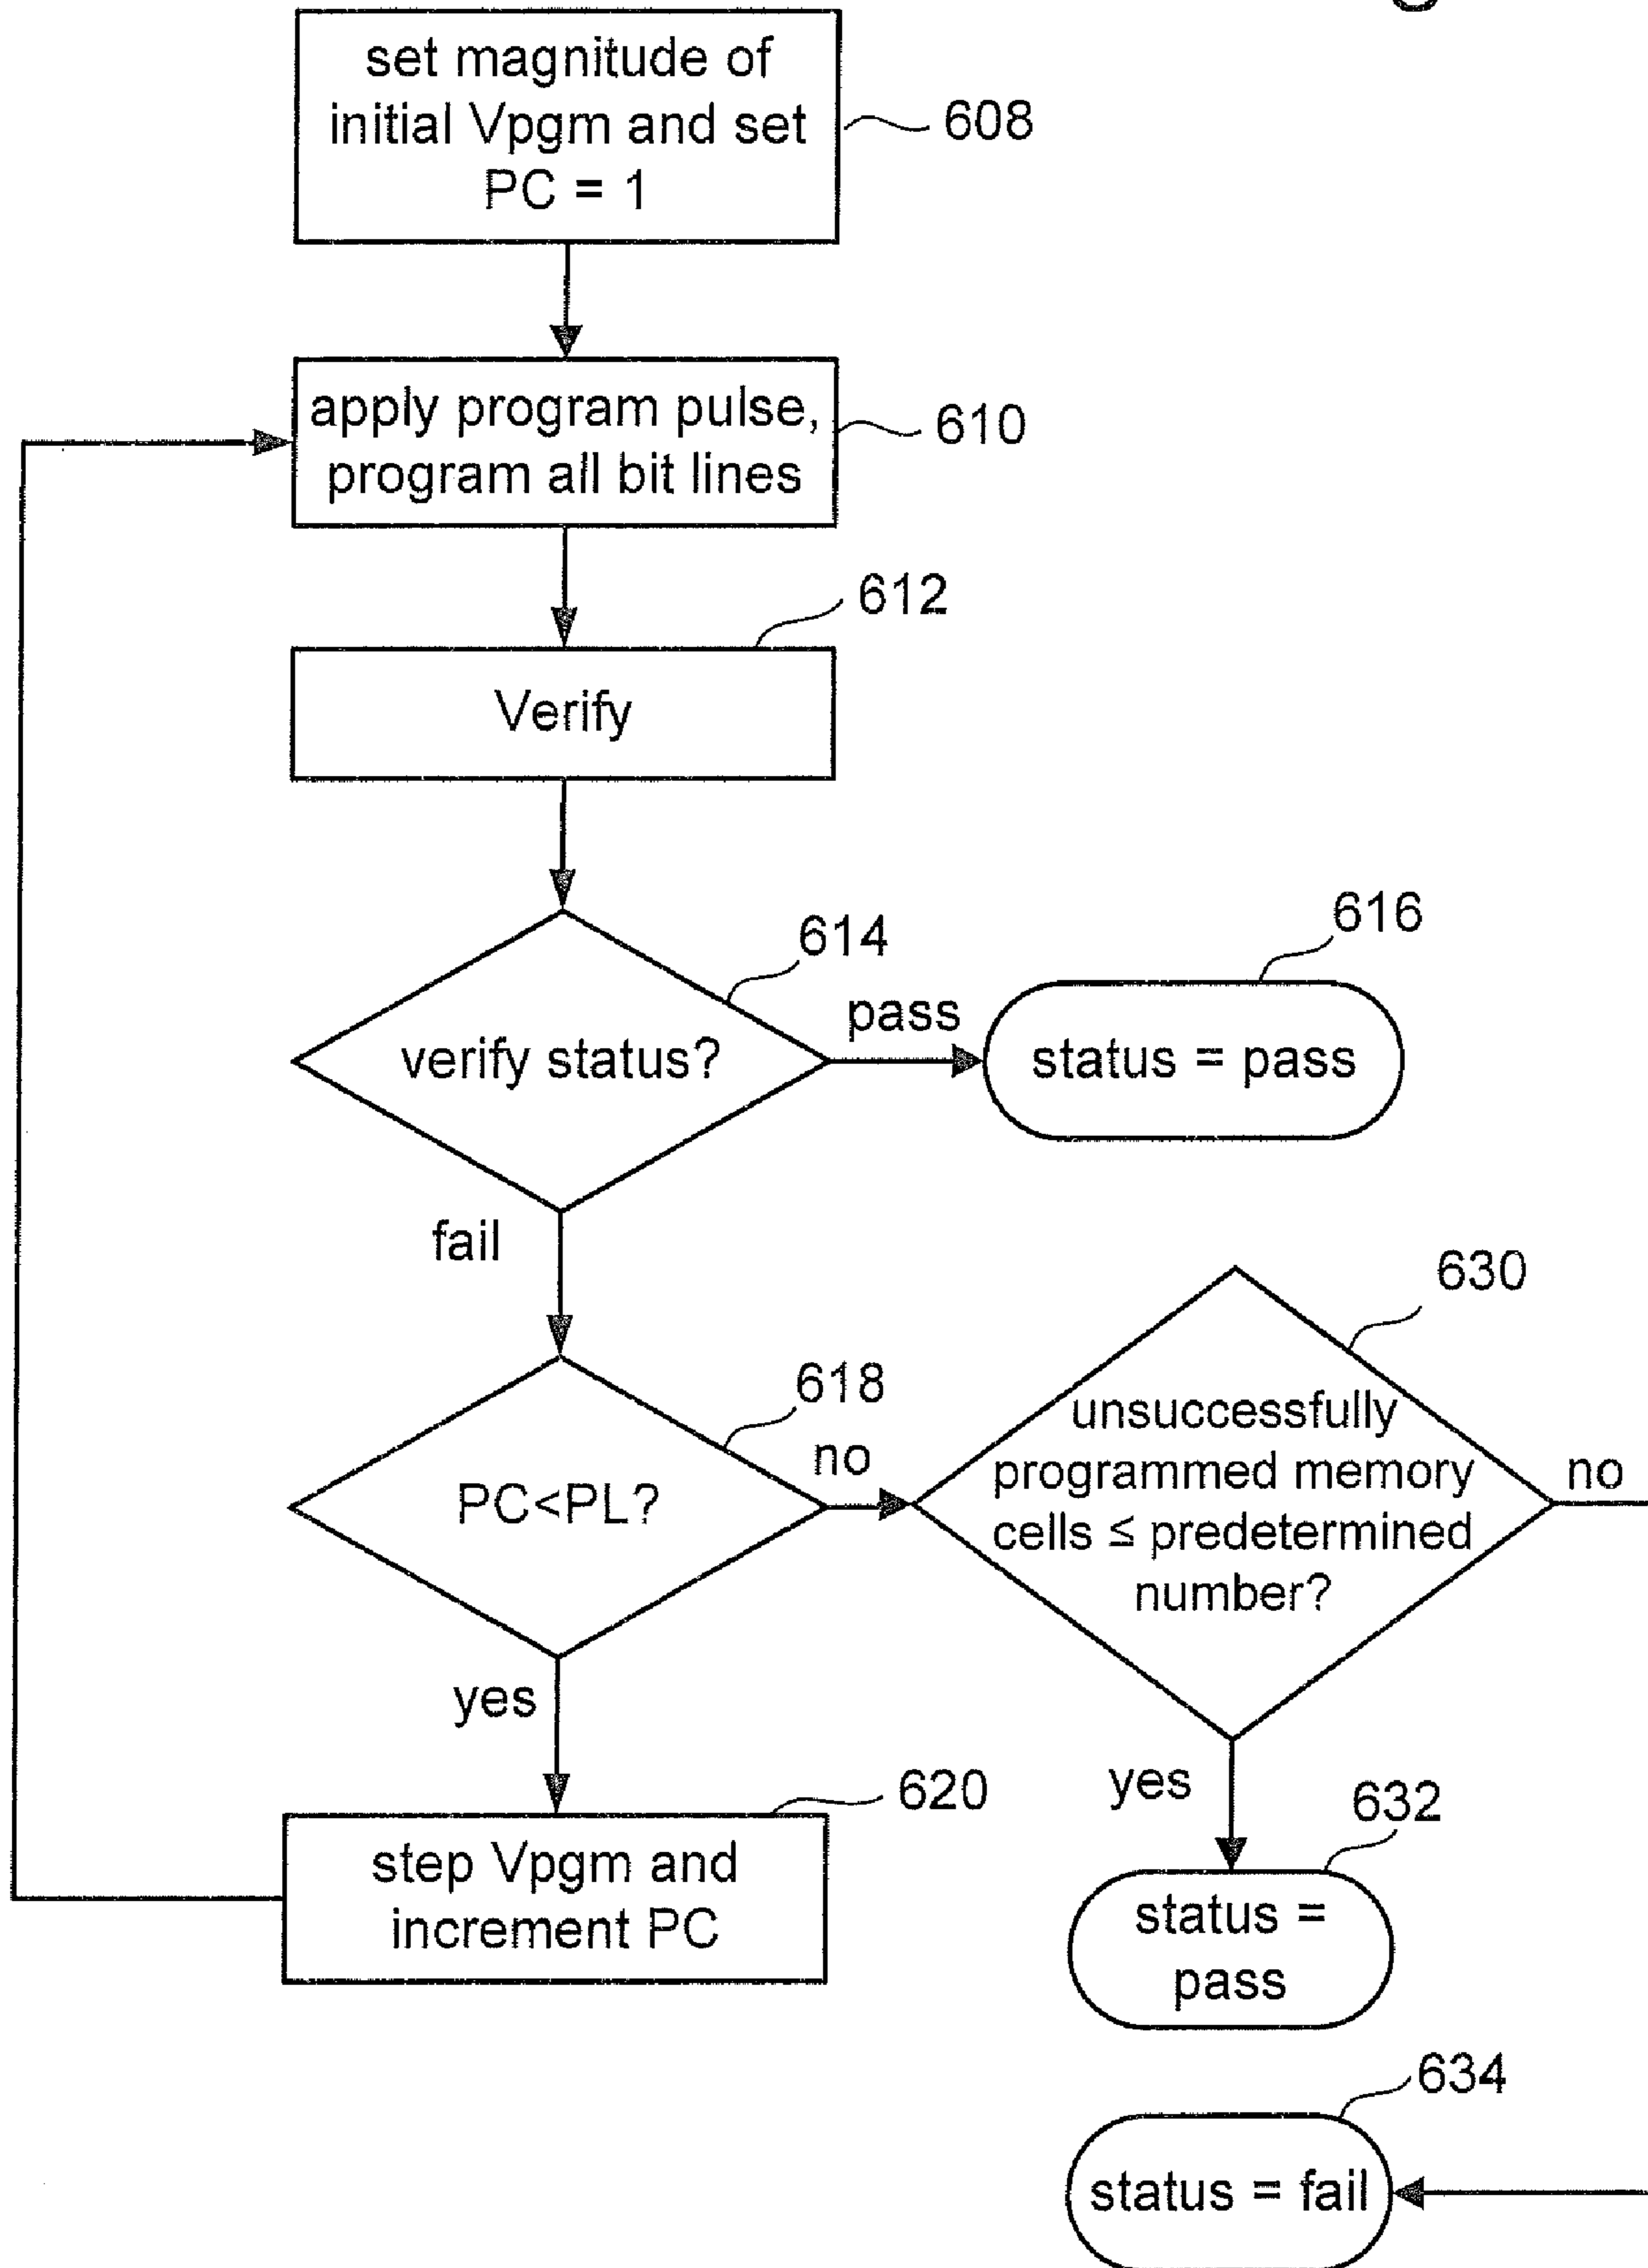 set magnitude of
initial Vpgm and set
PC = 1
608
apply program pulse,
program all bit lines
610
612
Verify
614
verify status?
pass
616
status = pass
fail
618
PC<PL?
no
630
unsuccessfully
programmed memory
cells ≤ predetermined
number?
no
yes
620
step Vpgm and
increment PC
yes
632
status =
pass
634
status = fail